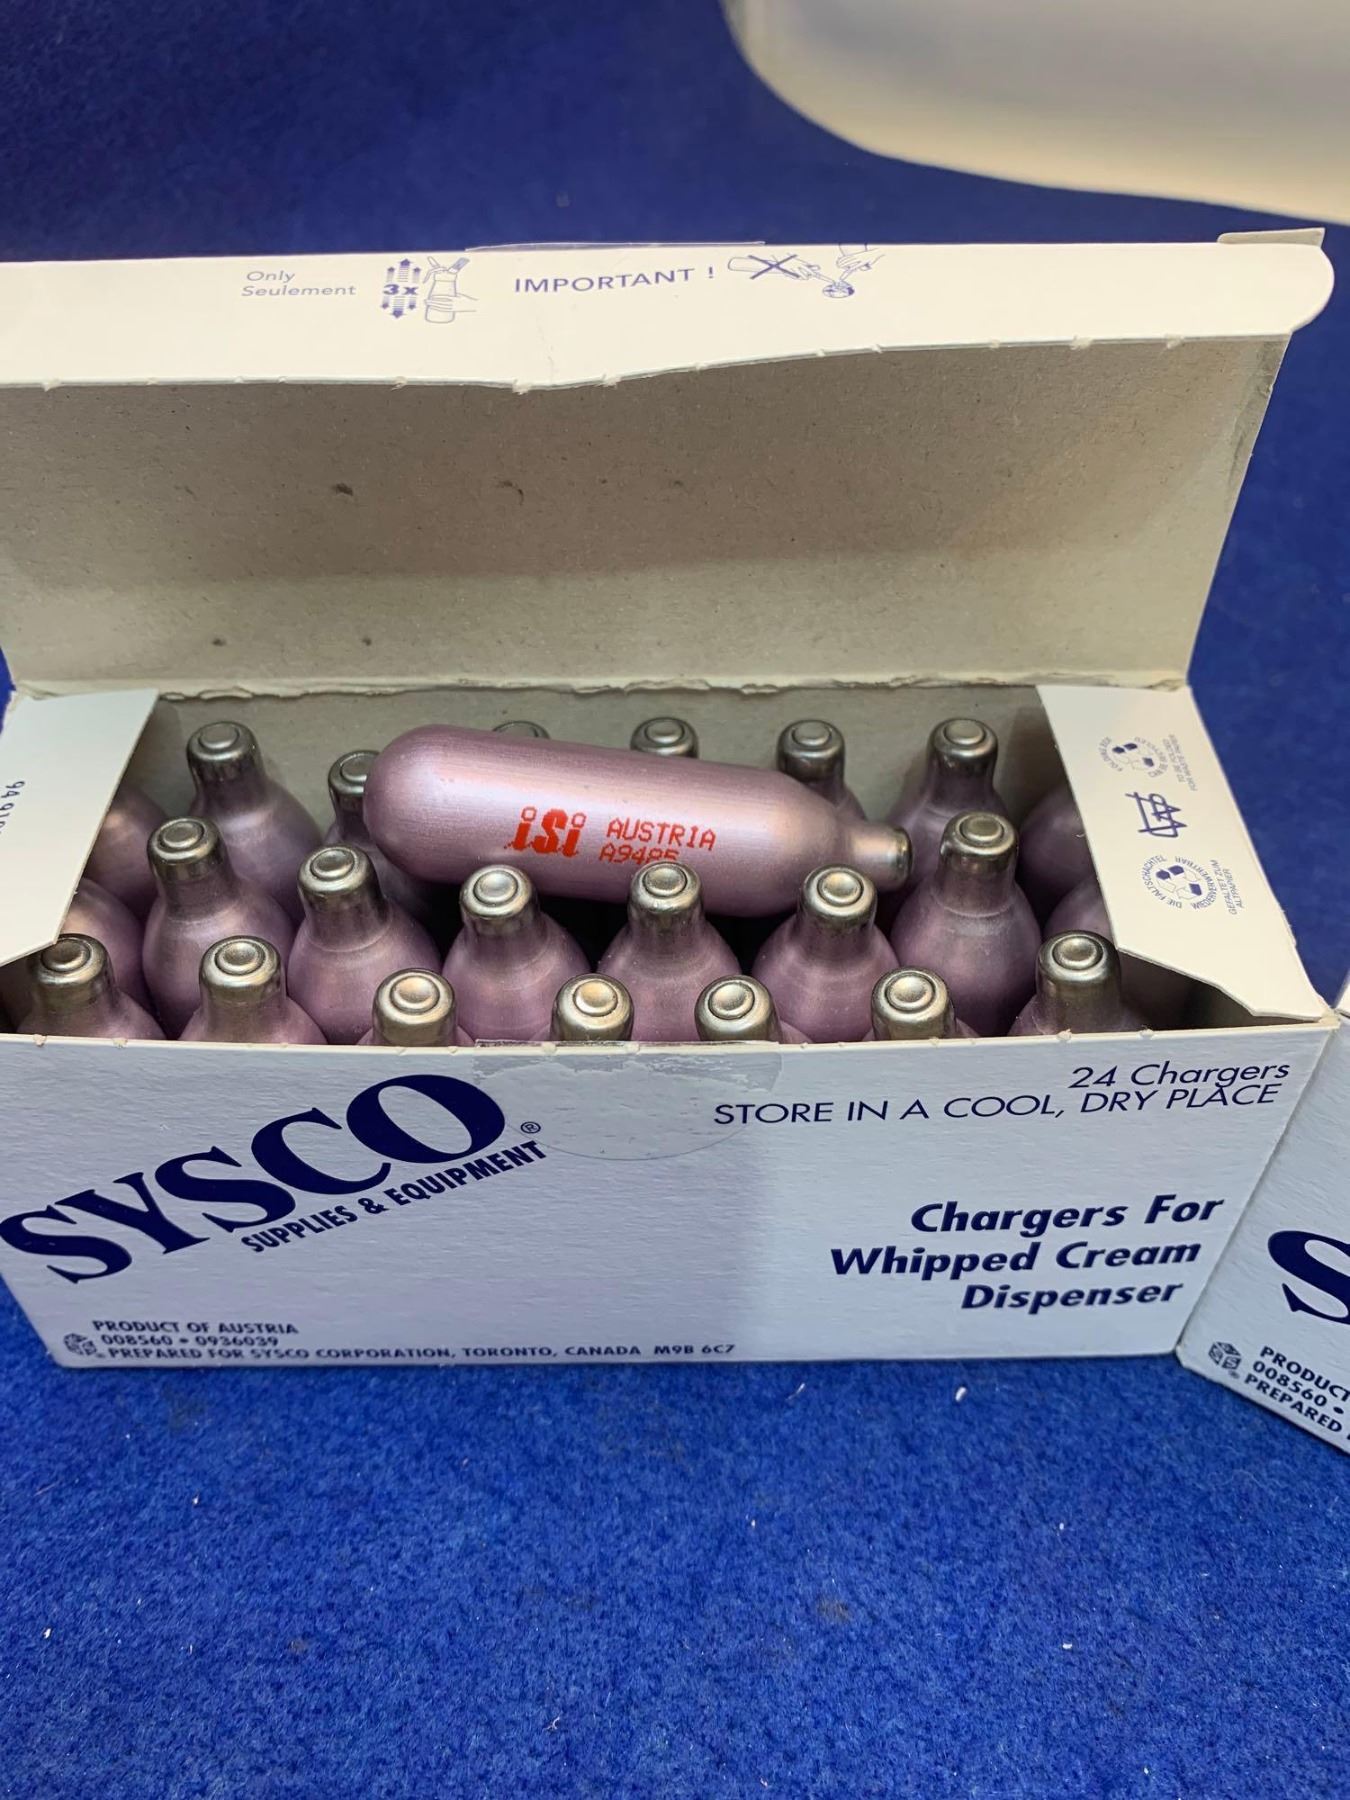 Only
Seulement
3x
IMPORTANT !
iSi AUSTRIA
A9485
SYSCO®
SUPPLIES & EQUIPMENT
24 Chargers
STORE IN A COOL, DRY PLACE
Chargers For
Whipped Cream
Dispenser
PRODUCT OF AUSTRIA
008560 • 0936039
PREPARED FOR SYSCO CORPORATION, TORONTO, CANADA M9B 6C7
S
PRODUCT
008560 •
PREPARED